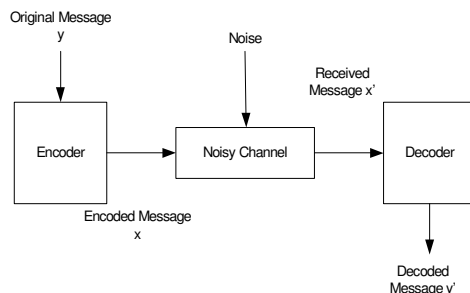 Original Message
y
Noise
Received
Message x'
Encoder
Noisy Channel
Decoder
Encoded Message
x
Decoded
Message y'